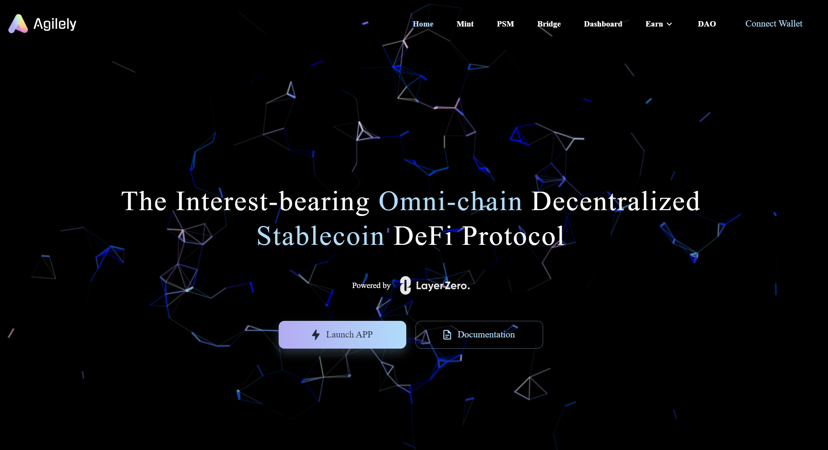 Agilely
Home Mint PSM Bridge Dashboard Earn DAO Connect Wallet
The Interest-bearing Omni-chain Decentralized
Stablecoin DeFi Protocol
Powered by LayerZero.
Launch APP Documentation